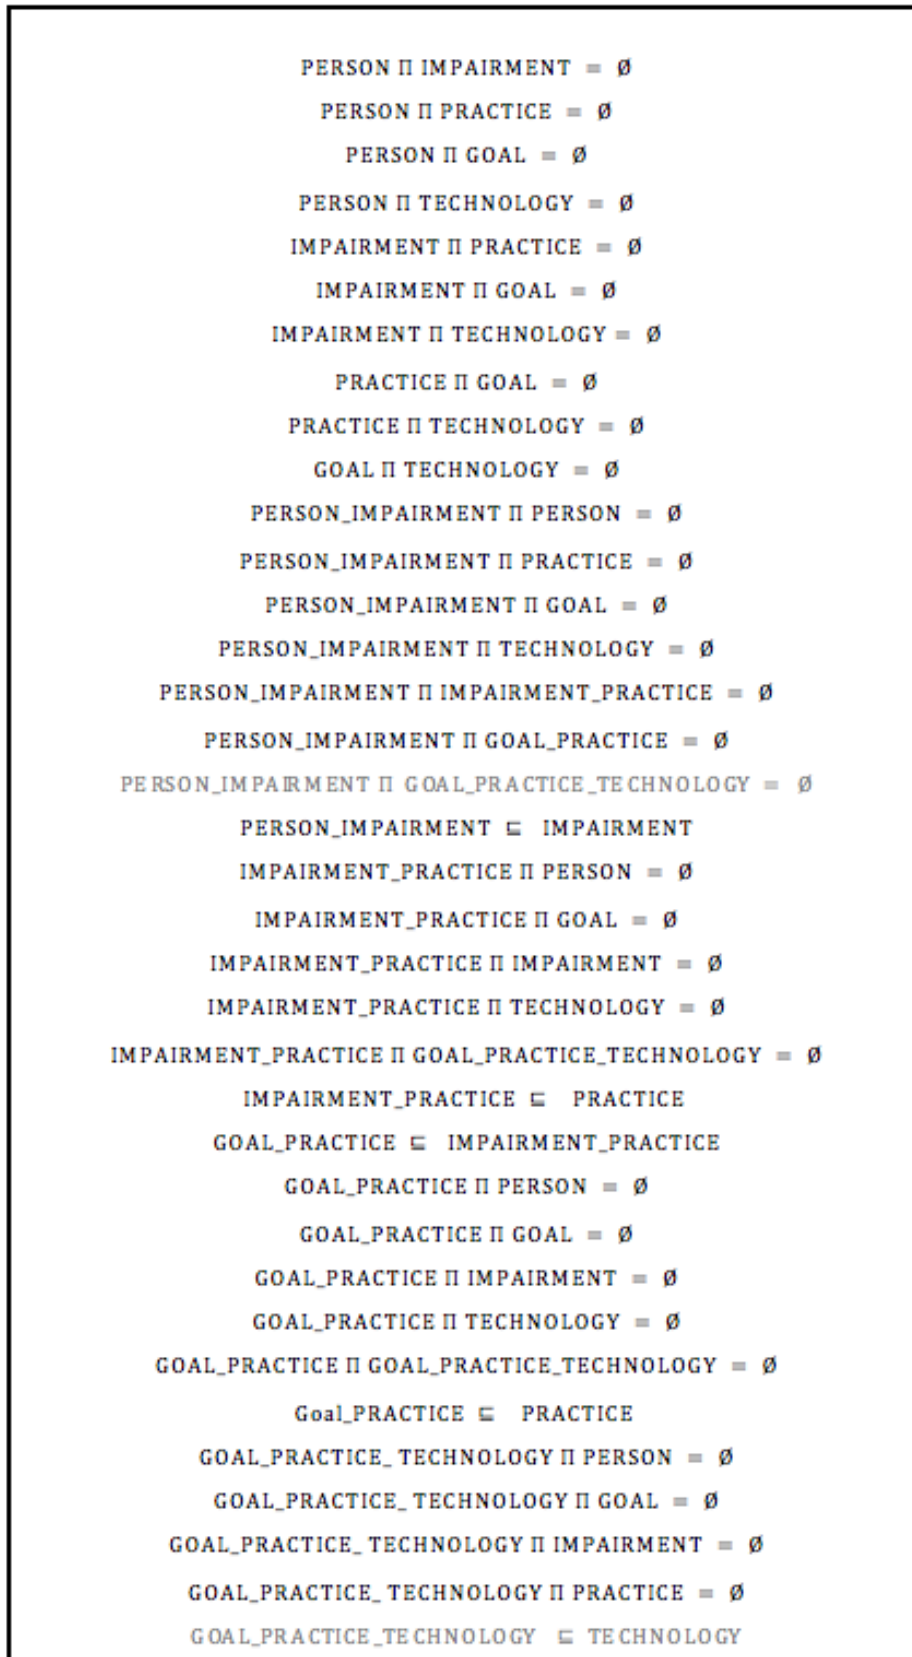 PERSON Π IMPAIRMENT = Ø
PERSON Π PRACTICE = Ø
PERSON Π GOAL = Ø
PERSON Π TECHNOLOGY = Ø
IMPAIRMENT Π PRACTICE = Ø
IMPAIRMENT Π GOAL = Ø
IMPAIRMENT Π TECHNOLOGY = Ø
PRACTICE Π GOAL = Ø
PRACTICE Π TECHNOLOGY = Ø
GOAL Π TECHNOLOGY = Ø
PERSON_IMPAIRMENT Π PERSON = Ø
PERSON_IMPAIRMENT Π PRACTICE = Ø
PERSON_IMPAIRMENT Π GOAL = Ø
PERSON_IMPAIRMENT Π TECHNOLOGY = Ø
PERSON_IMPAIRMENT Π IMPAIRMENT_PRACTICE = Ø
PERSON_IMPAIRMENT Π GOAL_PRACTICE = Ø
PERSON_IMPAIRMENT Π GOAL_PRACTICE_TECHNOLOGY = Ø
PERSON_IMPAIRMENT ⊑ IMPAIRMENT
IMPAIRMENT_PRACTICE Π PERSON = Ø
IMPAIRMENT_PRACTICE Π GOAL = Ø
IMPAIRMENT_PRACTICE Π IMPAIRMENT = Ø
IMPAIRMENT_PRACTICE Π TECHNOLOGY = Ø
IMPAIRMENT_PRACTICE Π GOAL_PRACTICE_TECHNOLOGY = Ø
IMPAIRMENT_PRACTICE ⊑ PRACTICE
GOAL_PRACTICE ⊑ IMPAIRMENT_PRACTICE
GOAL_PRACTICE Π PERSON = Ø
GOAL_PRACTICE Π GOAL = Ø
GOAL_PRACTICE Π IMPAIRMENT = Ø
GOAL_PRACTICE Π TECHNOLOGY = Ø
GOAL_PRACTICE Π GOAL_PRACTICE_TECHNOLOGY = Ø
Goal_PRACTICE ⊑ PRACTICE
GOAL_PRACTICE_ TECHNOLOGY Π PERSON = Ø
GOAL_PRACTICE_ TECHNOLOGY Π GOAL = Ø
GOAL_PRACTICE_ TECHNOLOGY Π IMPAIRMENT = Ø
GOAL_PRACTICE_ TECHNOLOGY Π PRACTICE = Ø
GOAL_PRACTICE_TECHNOLOGY ⊑ TECHNOLOGY